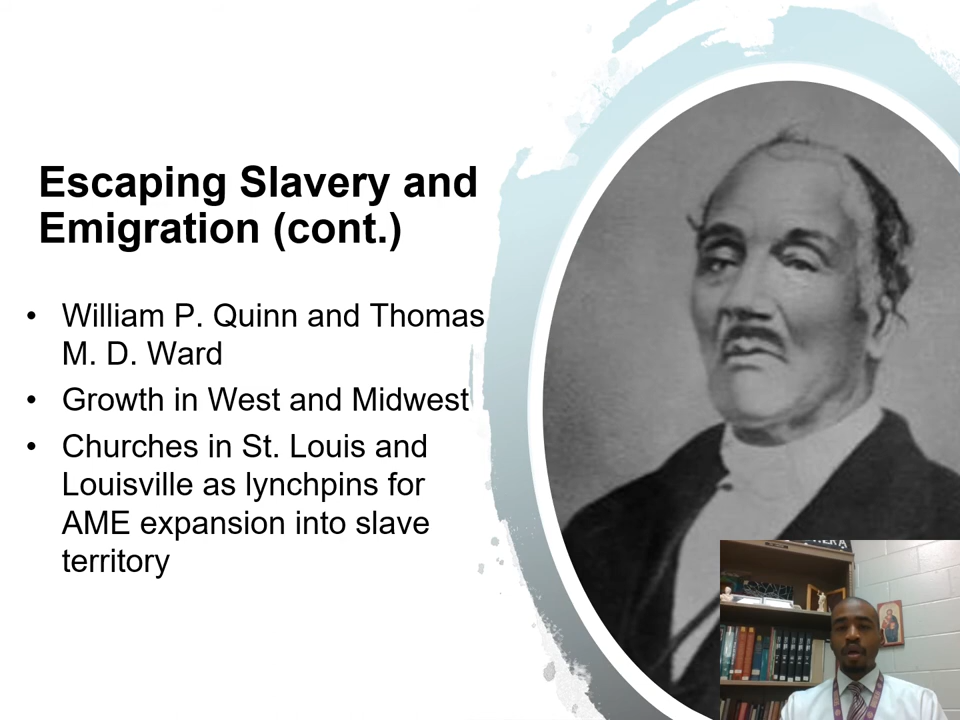 Escaping Slavery and
Emigration (cont.)
• William P. Quinn and Thomas
M. D. Ward
• Growth in West and Midwest
• Churches in St. Louis and
Louisville as lynchpins for
AME expansion into slave
territory